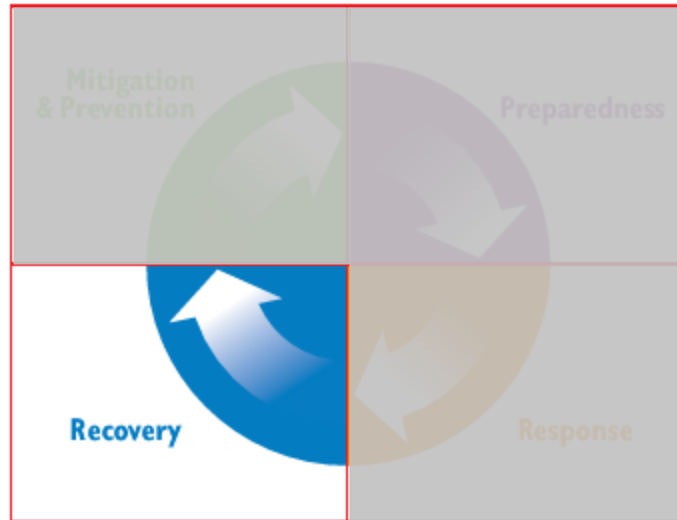 Mitigation
& Prevention
Preparedness
Recovery
Response